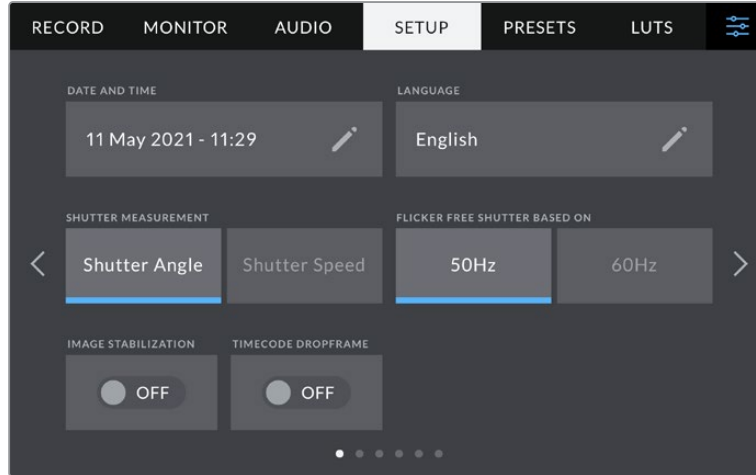 RECORD MONITOR AUDIO SETUP PRESETS LUTS
DATE AND TIME LANGUAGE
11 May 2021 - 11:29 English
SHUTTER MEASUREMENT FLICKER FREE SHUTTER BASED ON
Shutter Angle Shutter Speed 50Hz 60Hz
IMAGE STABILIZATION TIMECODE DROPFRAME
OFF OFF